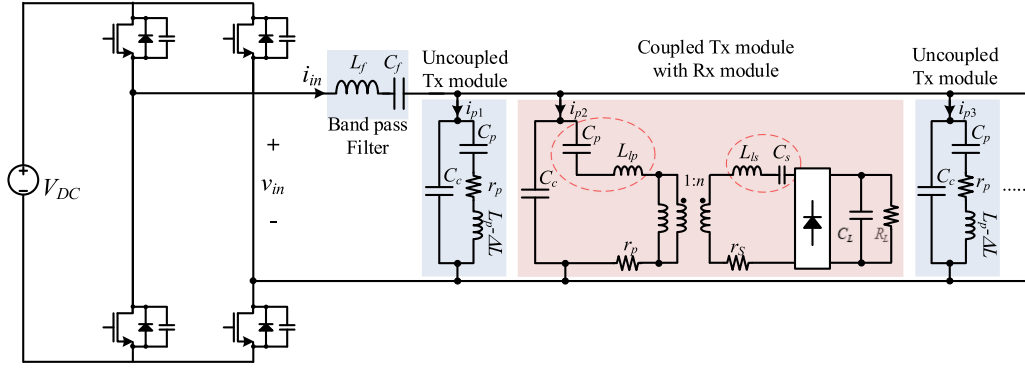 V_DC
i_in
L_f
C_f
Band pass
Filter
+
v_in
-
Uncoupled
Tx module
i_p1
C_p
C_c
r_p
L_p-ΔL
Coupled Tx module
with Rx module
i_p2
C_p
L_lp
C_c
r_p
1:n
L_ls
C_s
r_S
C_L
R_L
Uncoupled
Tx module
i_p3
C_p
C_c
r_p
L_p-ΔL
.....